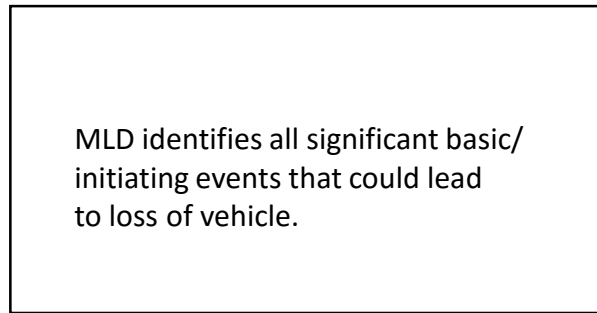 MLD identifies all significant basic/
initiating events that could lead
to loss of vehicle.